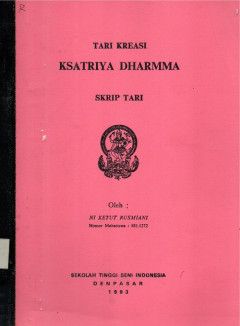 TARI KREASI
KSATRIYA DHARMMA
SKRIP TARI
Oleh :
NI KETUT RUSMIANI
SEKOLAH TINGGI SENI INDONESIA
DENPASAR
1993